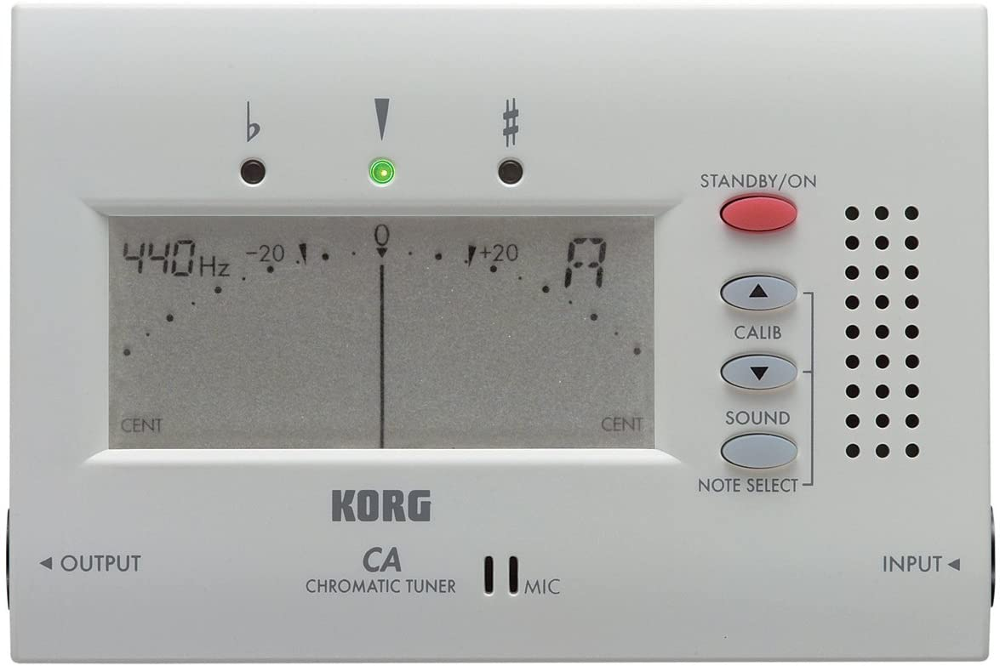 ♭ ♯
STANDBY/ON
440Hz -20 0 +20 A
CALIB
SOUND
CENT CENT
NOTE SELECT
KORG
CA
CHROMATIC TUNER
MIC
OUTPUT
INPUT